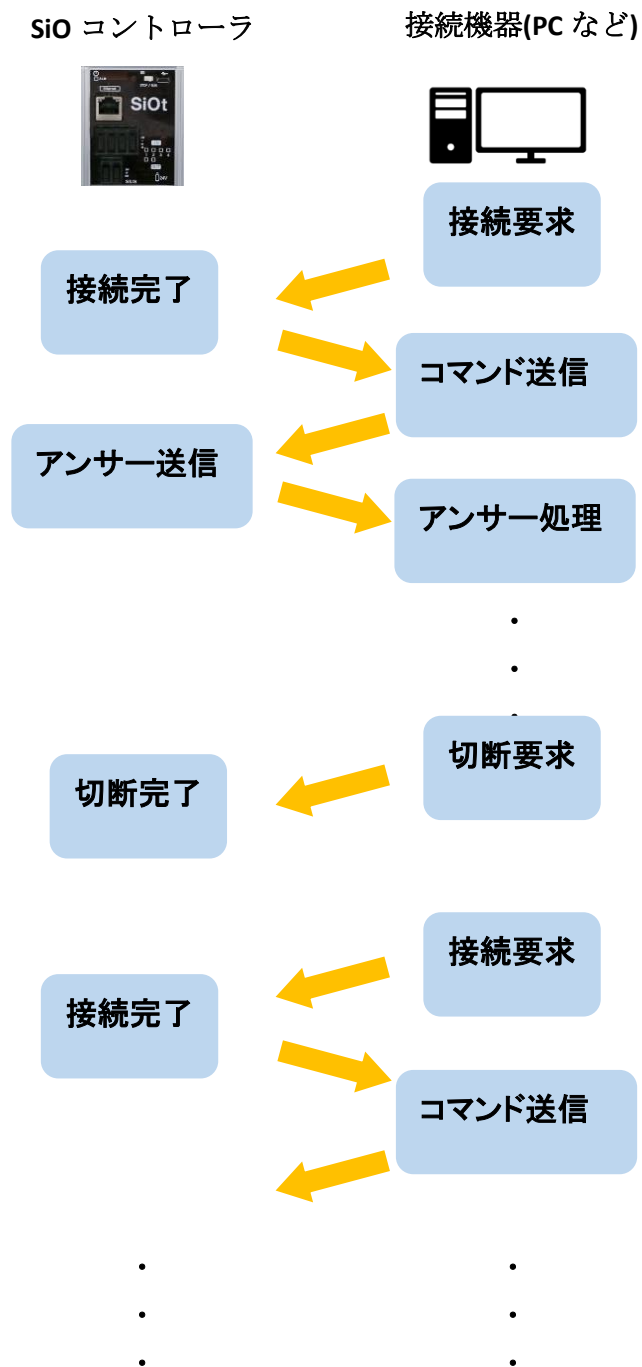 SiO コントローラ
接続機器(PC など)
SiOt
接続要求
接続完了
コマンド送信
アンサー送信
アンサー処理
・
・
・
切断要求
切断完了
接続要求
接続完了
コマンド送信
・ ・
・ ・
・ ・